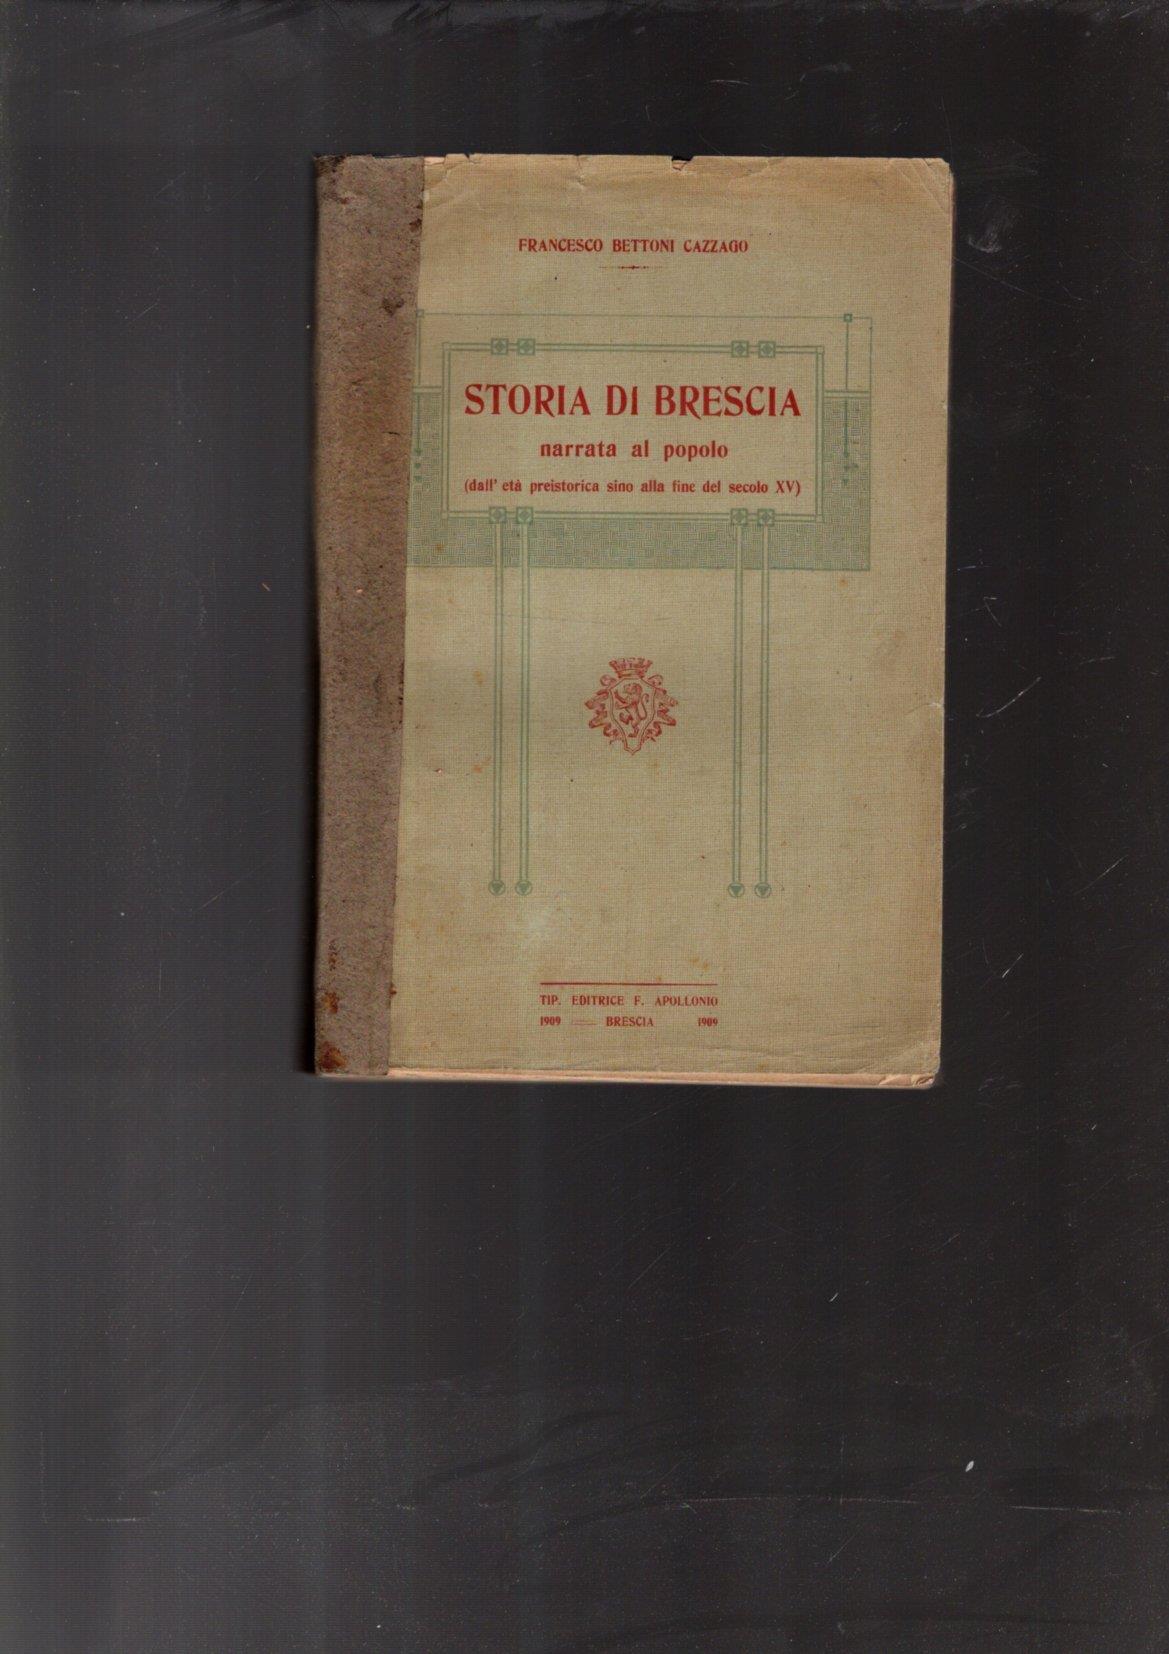 FRANCESCO BETTONI CAZZAGO
STORIA DI BRESCIA
narrata al popolo
(dall' età preistorica sino alla fine del secolo XV)
TIP. EDITRICE F. APOLLONIO
1909 BRESCIA 1909